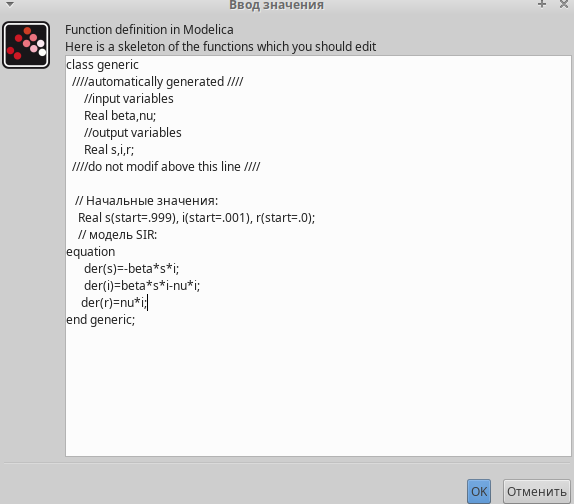 Ввод значения
Function definition in Modelica
Here is a skeleton of the functions which you should edit
class generic
////automatically generated ////
//input variables
Real beta,nu;
//output variables
Real s,i,r;
////do not modif above this line ////
// Начальные значения:
Real s(start=.999), i(start=.001), r(start=.0);
// модель SIR:
equation
der(s)=-beta*s*i;
der(i)=beta*s*i-nu*i;
der(r)=nu*i;
end generic;
OK
Отменить